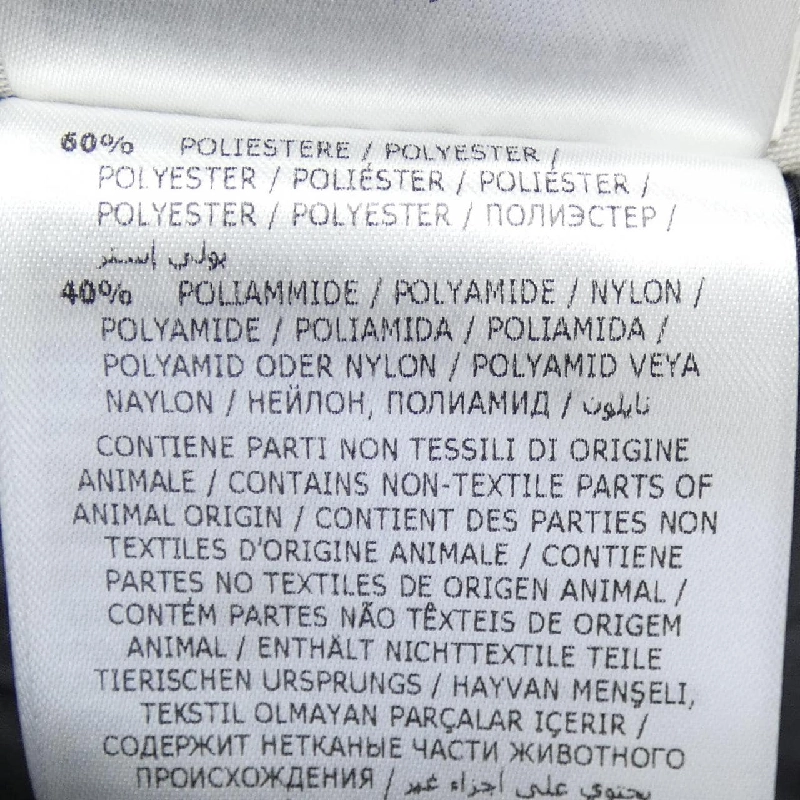 60% POLIESTERE / POLYESTER /
POLYESTER / POLIÉSTER / POLIÉSTER /
POLYESTER / POLYESTER / ПОЛИЭСТЕР /
بولي إستر
40% POLIAMMIDE / POLYAMIDE / NYLON /
POLYAMIDE / POLIAMIDA / POLIAMIDA /
POLYAMID ODER NYLON / POLYAMID VEYA
NAYLON / НЕЙЛОН, ПОЛИАМИД / نايلون
CONTIENE PARTI NON TESSILI DI ORIGINE
ANIMALE / CONTAINS NON-TEXTILE PARTS OF
ANIMAL ORIGIN / CONTIENT DES PARTIES NON
TEXTILES D'ORIGINE ANIMALE / CONTIENE
PARTES NO TEXTILES DE ORIGEN ANIMAL /
CONTÉM PARTES NÃO TÊXTEIS DE ORIGEM
ANIMAL / ENTHÄLT NICHTTEXTILE TEILE
TIERISCHEN URSPRUNGS / HAYVAN MENŞELİ,
TEKSTIL OLMAYAN PARÇALAR IÇERIR /
СОДЕРЖИТ НЕТКАНЫЕ ЧАСТИ ЖИВОТНОГО
ПРОИСХОЖДЕНИЯ / يحتوي على أجزاء غير